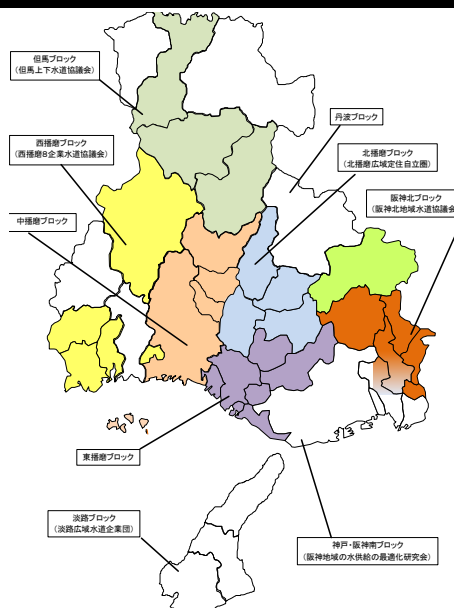 但馬ブロック
(但馬上下水道協議会)
丹波ブロック
西播磨ブロック
(西播磨8企業水道協議会)
北播磨ブロック
(北播磨広域定住自立圏)
阪神北ブロック
(阪神北地域水道協議会
中播磨ブロック
東播磨ブロック
淡路ブロック
(淡路広域水道企業団)
神戸・阪神南ブロック
(阪神地域の水供給の最適化研究会)